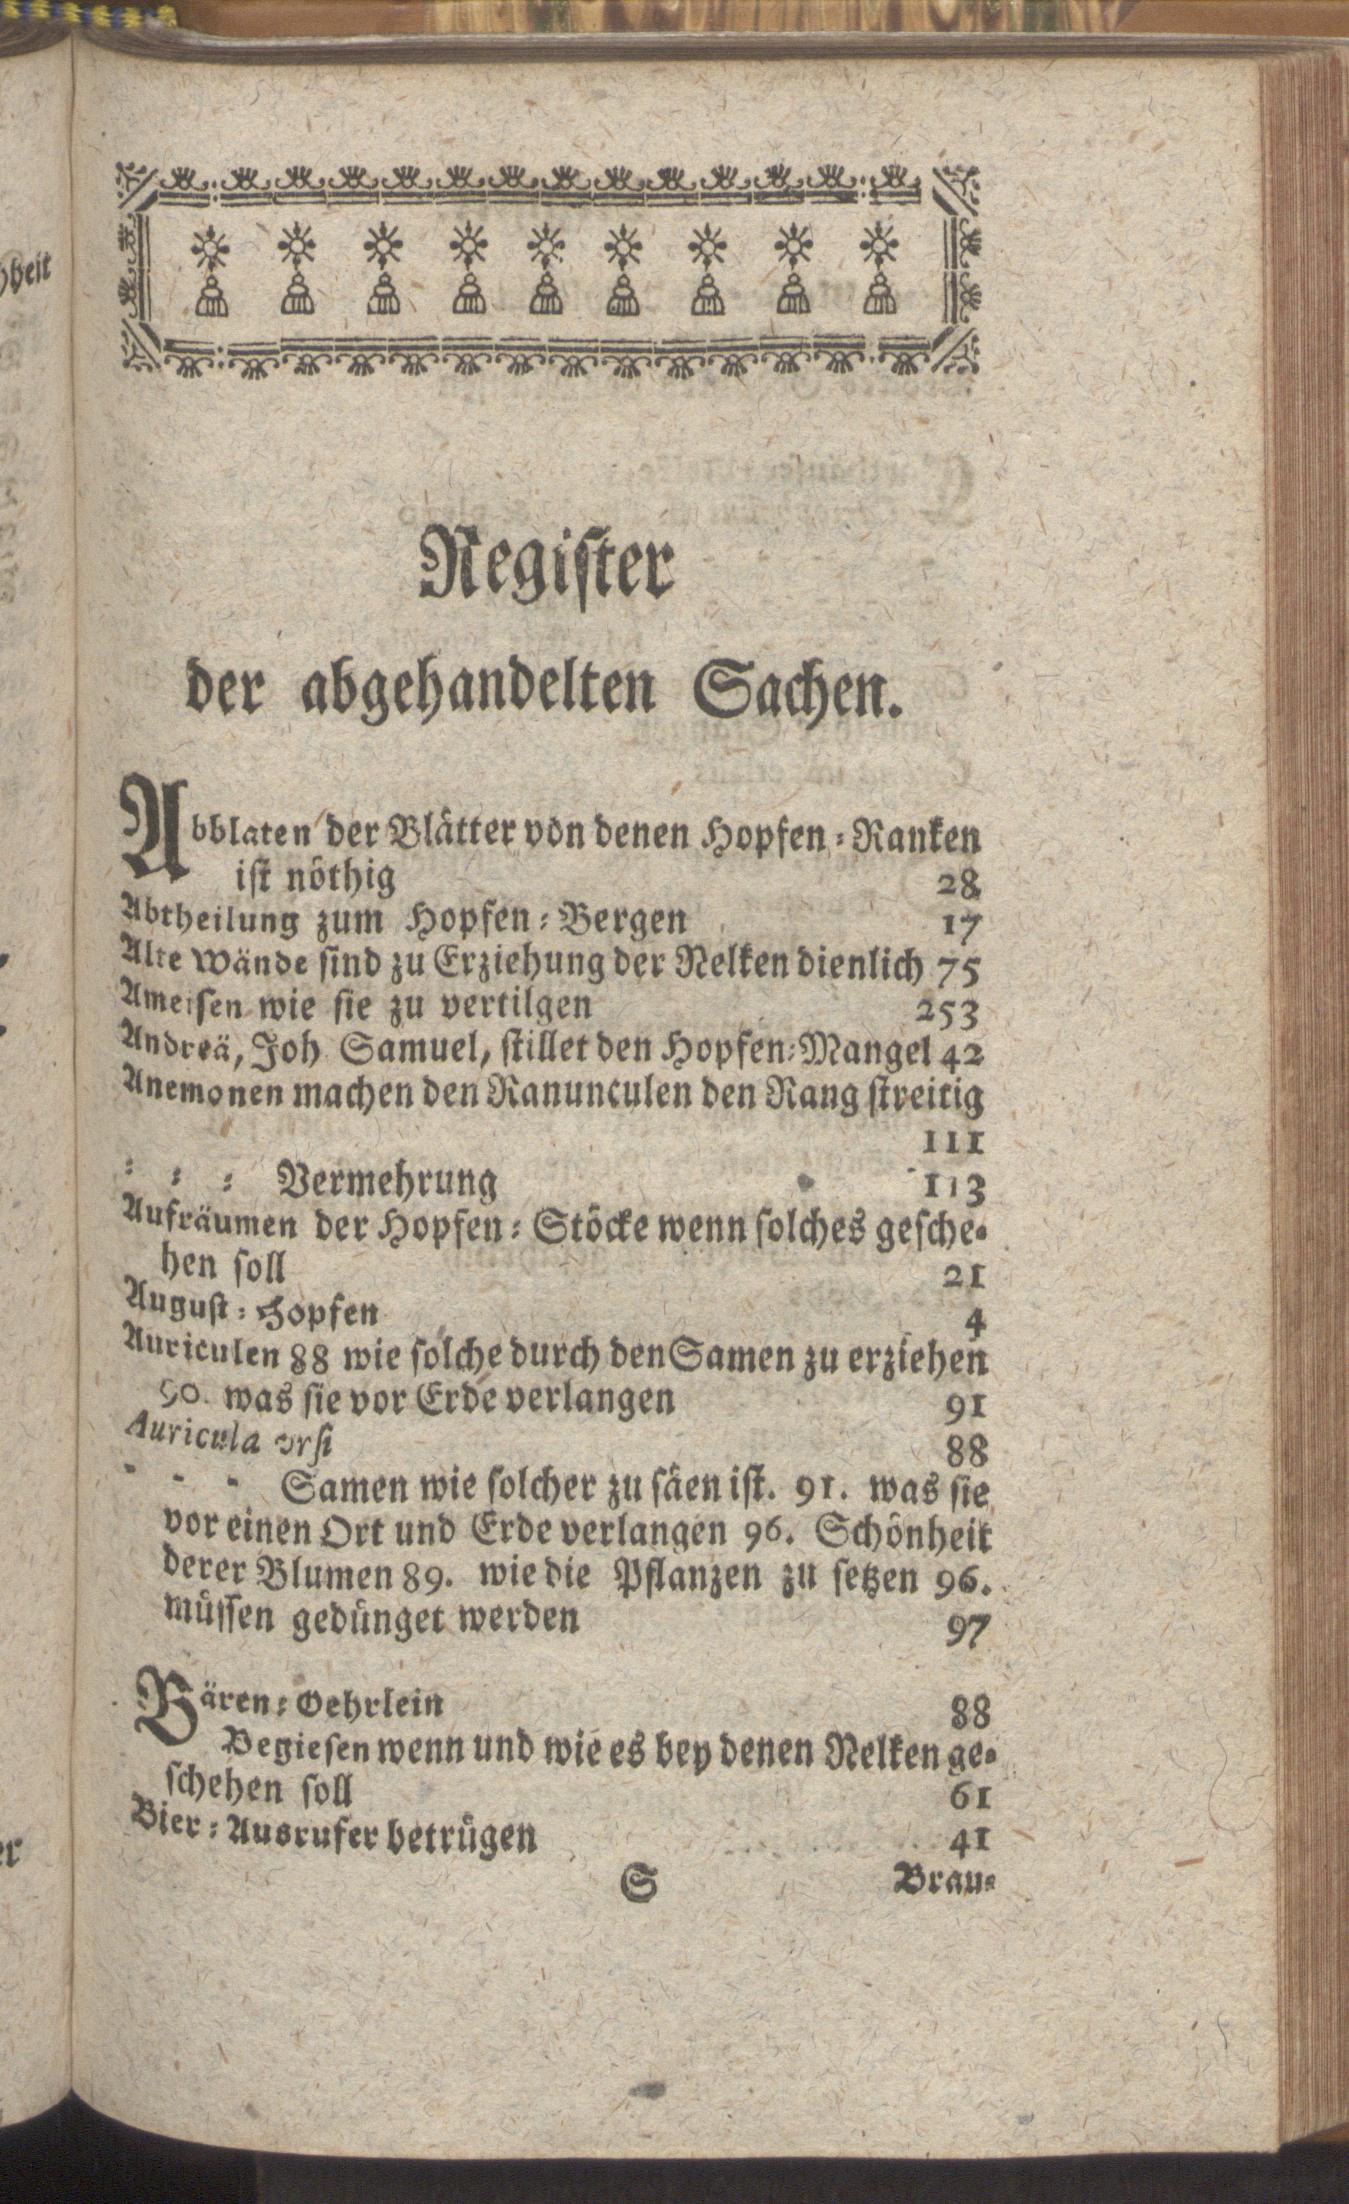 Regiſter
der abgehandelten Sachen.
Abblaten der Blätter von denen Hopfen⸗Ranken
iſt nöthig 28
Abtheilung zum Hopfen⸗Bergen 17
Alte Wände ſind zu Erziehung der Nelken dienlich 75
Ameiſen wie ſie zu vertilgen 253
Andreä, Joh Samuel, ſtillet den Hopfen⸗Mangel 42
Anemonen machen den Ranunculen den Rang ſtreitig
111
⸗ ⸗ ⸗ Vermehrung 113
Aufräumen der Hopfen⸗Stöcke wenn ſolches geſche⸗
hen ſoll 21
Auguſt⸗Hopfen 4
Auriculen 88 wie ſolche durch den Samen zu erziehen
90. was ſie vor Erde verlangen 91
Auricula vrſi 88
- - - Samen wie ſolcher zu ſäen iſt. 91. was ſie
vor einen Ort und Erde verlangen 96. Schönheit
derer Blumen 89. wie die Pflanzen zu ſetzen 96.
müſſen gedünget werden 97
Bären⸗Oehrlein 88
Begieſen wenn und wie es bey denen Nelken ge⸗
ſchehen ſoll 61
Bier⸗Ausrufer betrügen 41
S Brau⸗